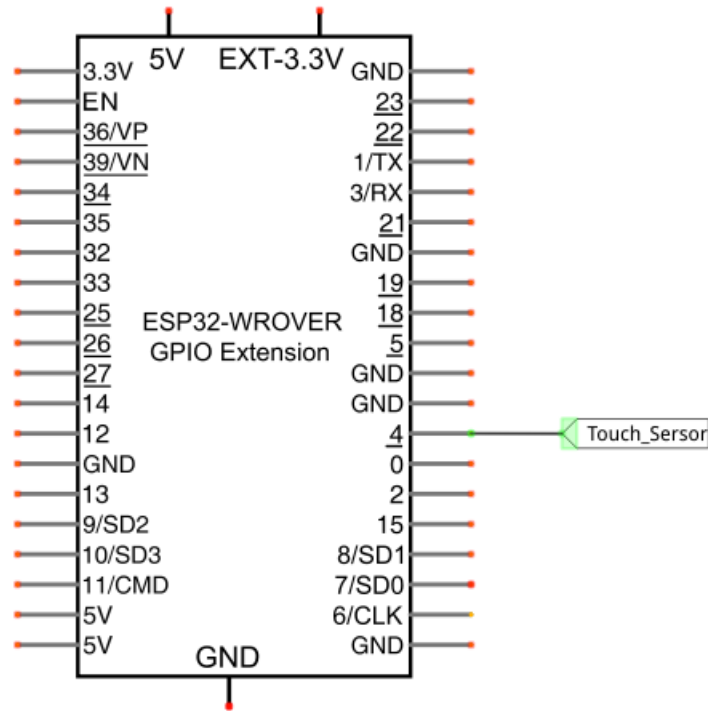 5V EXT-3.3V
3.3V GND
EN 23
36/VP 22
39/VN 1/TX
34 3/RX
35 21
32 GND
33 19
25 18
ESP32-WROVER
26 5
GPIO Extension
27 GND
14 GND
12 4 Touch_Sersor
GND 0
13 2
9/SD2 15
10/SD3 8/SD1
11/CMD 7/SD0
5V 6/CLK
5V GND
GND